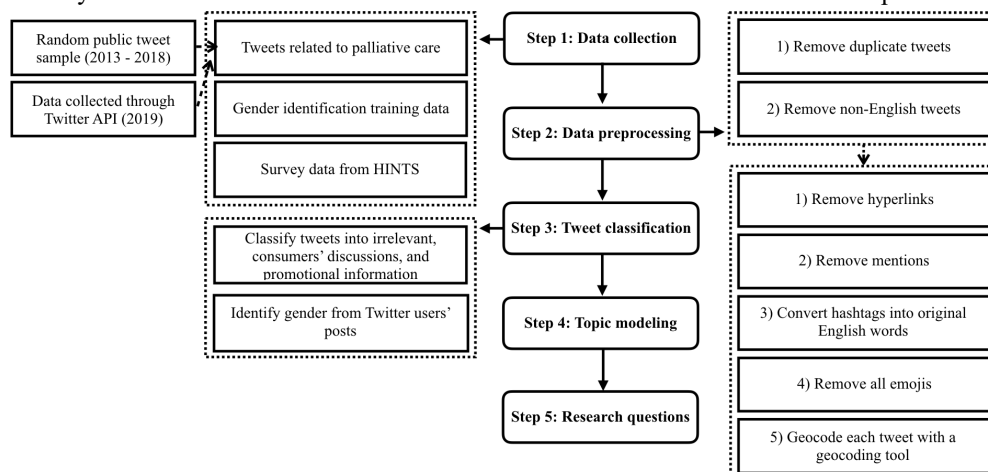 Random public tweet
sample (2013 - 2018)
Data collected through
Twitter API (2019)
Tweets related to palliative care
Gender identification training data
Survey data from HINTS
Classify tweets into irrelevant,
consumers’ discussions, and
promotional information
Identify gender from Twitter users’
posts
Step 1: Data collection
Step 2: Data preprocessing
Step 3: Tweet classification
Step 4: Topic modeling
Step 5: Research questions
1) Remove duplicate tweets
2) Remove non-English tweets
1) Remove hyperlinks
2) Remove mentions
3) Convert hashtags into original
English words
4) Remove all emojis
5) Geocode each tweet with a
geocoding tool